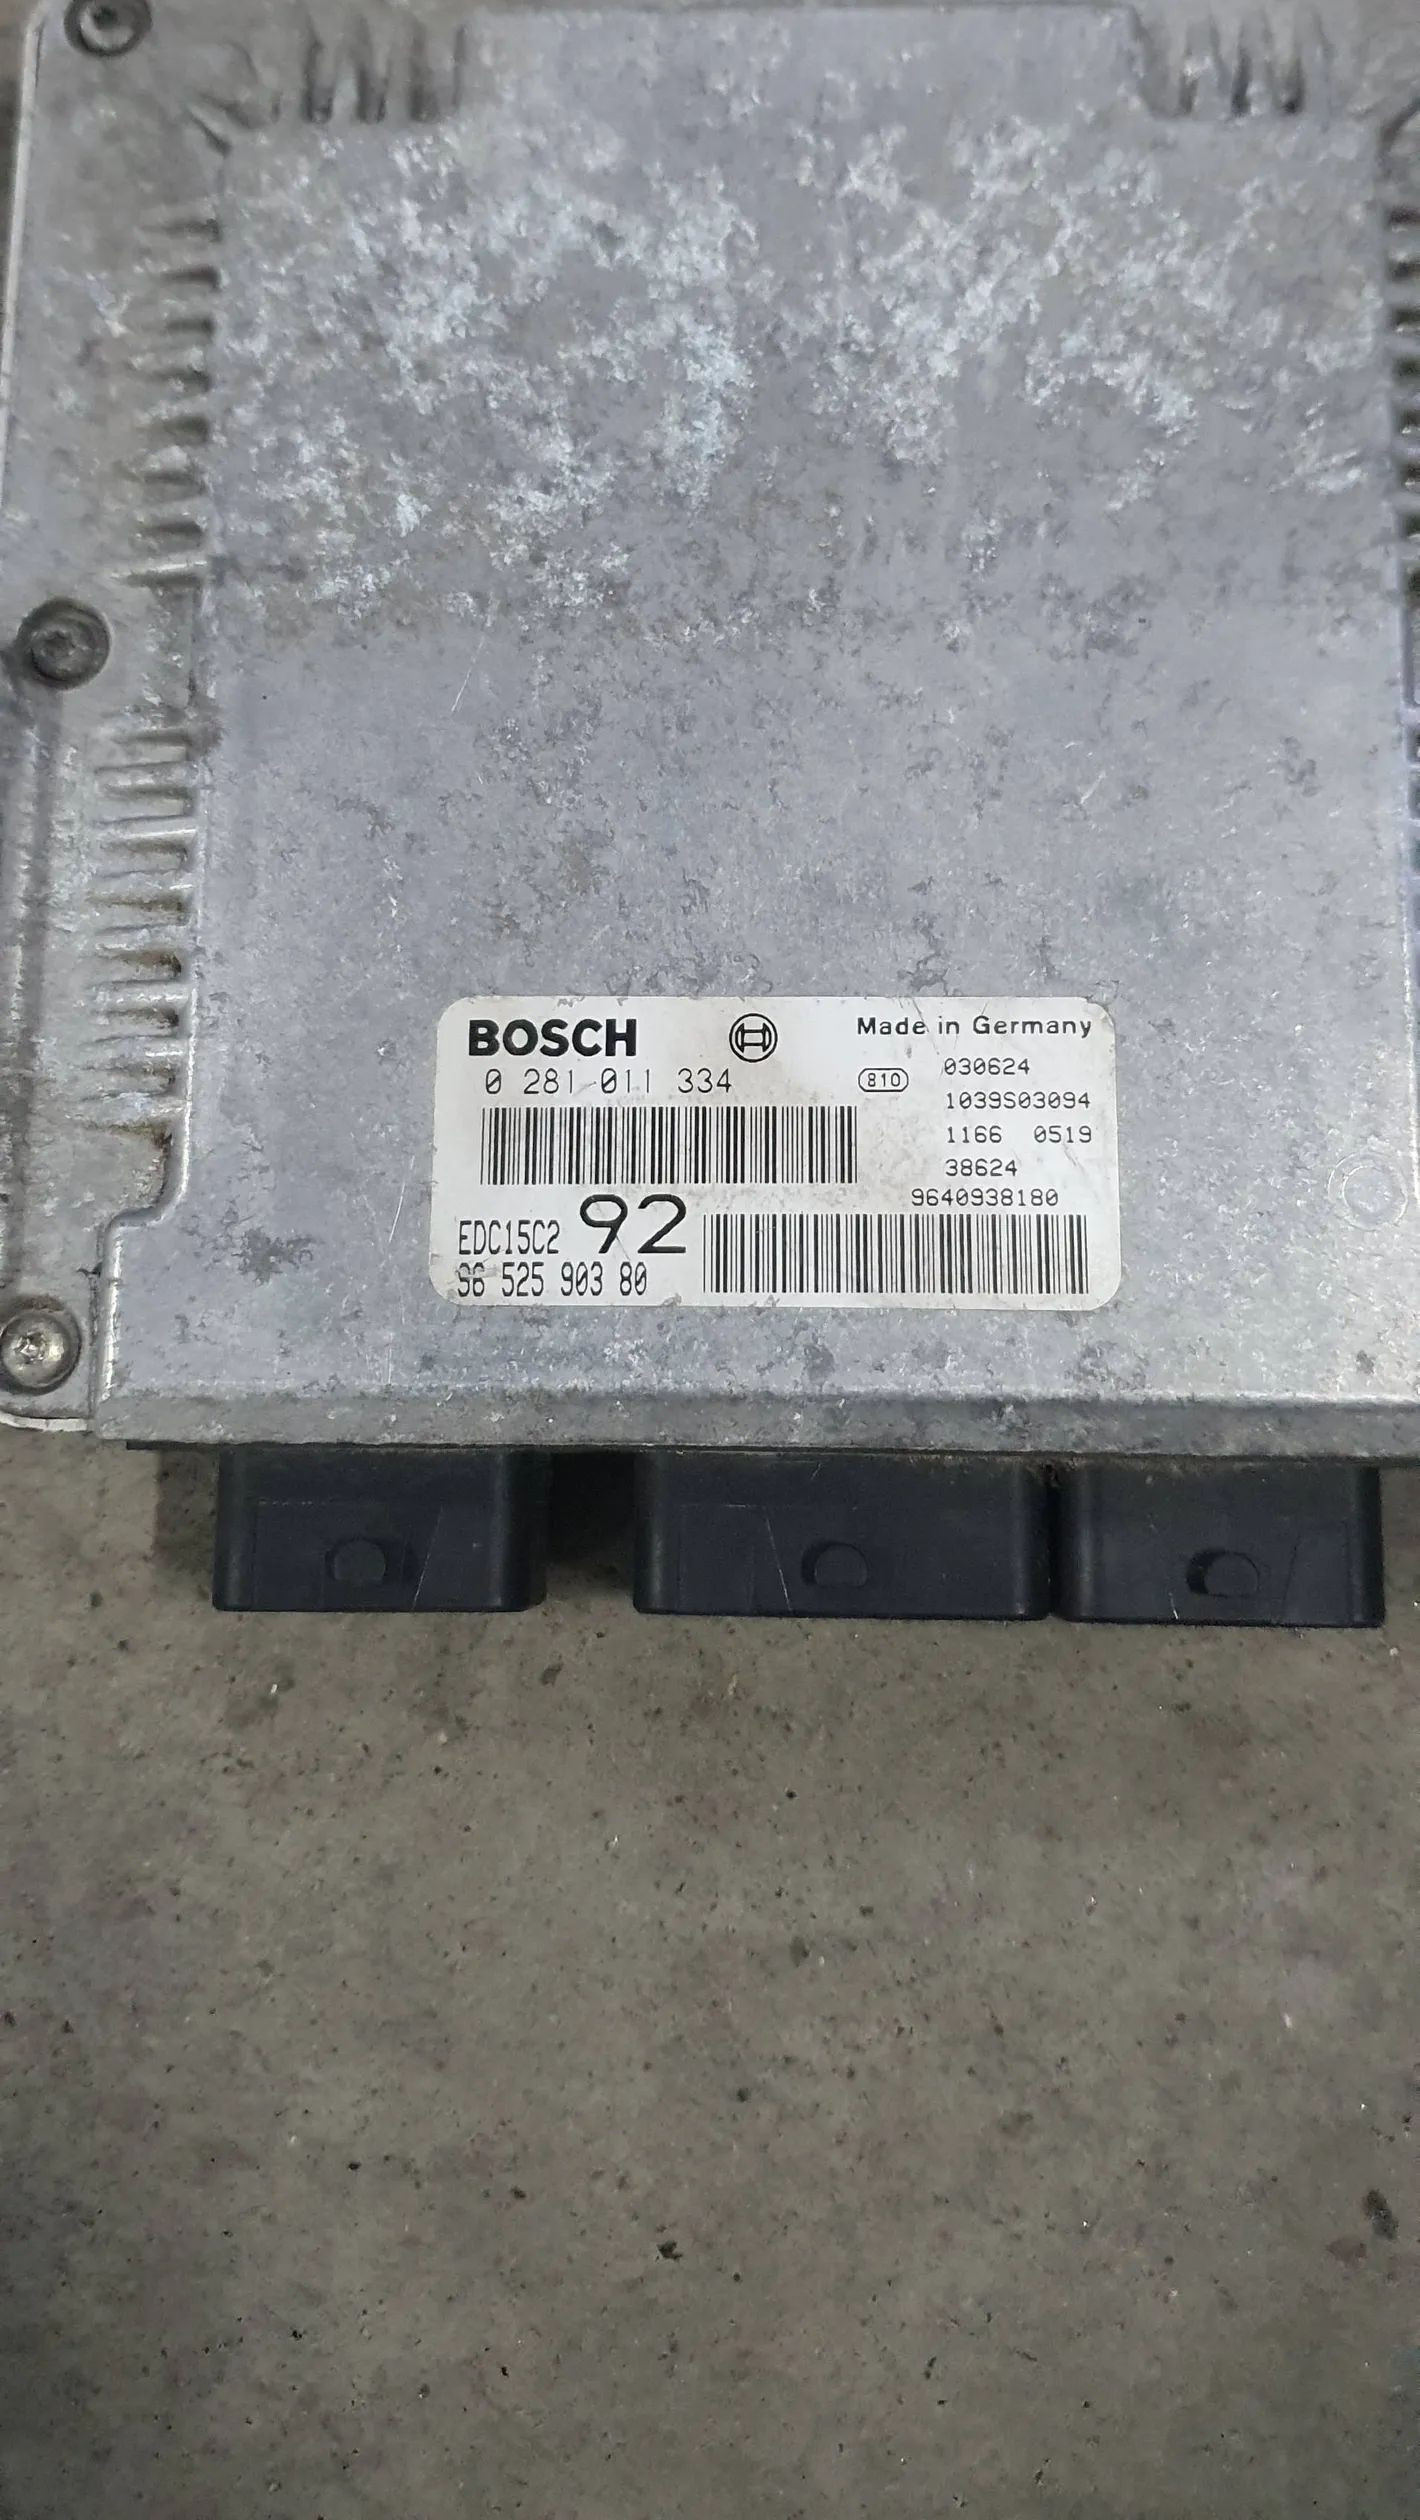 BOSCH
Made in Germany
0 281 011 334
810
030624
1039S03094
1166 0519
38624
9640938180
EDC15C2 92
96 525 903 80